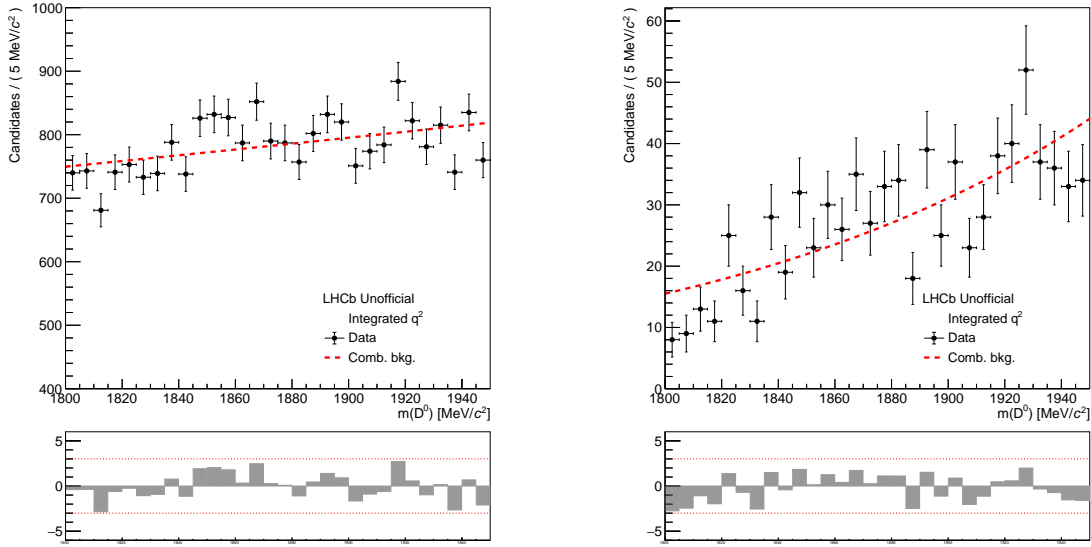 Candidates / ( 5 MeV/c²)
1000
900
800
700
600
500
400
LHCb Unofficial
Integrated q²
Data
Comb. bkg.
1800 1820 1840 1860 1880 1900 1920 1940
m(D⁰) [MeV/c²]
5
0
−5
Candidates / ( 5 MeV/c²)
60
50
40
30
20
10
0
LHCb Unofficial
Integrated q²
Data
Comb. bkg.
1800 1820 1840 1860 1880 1900 1920 1940
m(D⁰) [MeV/c²]
5
0
−5